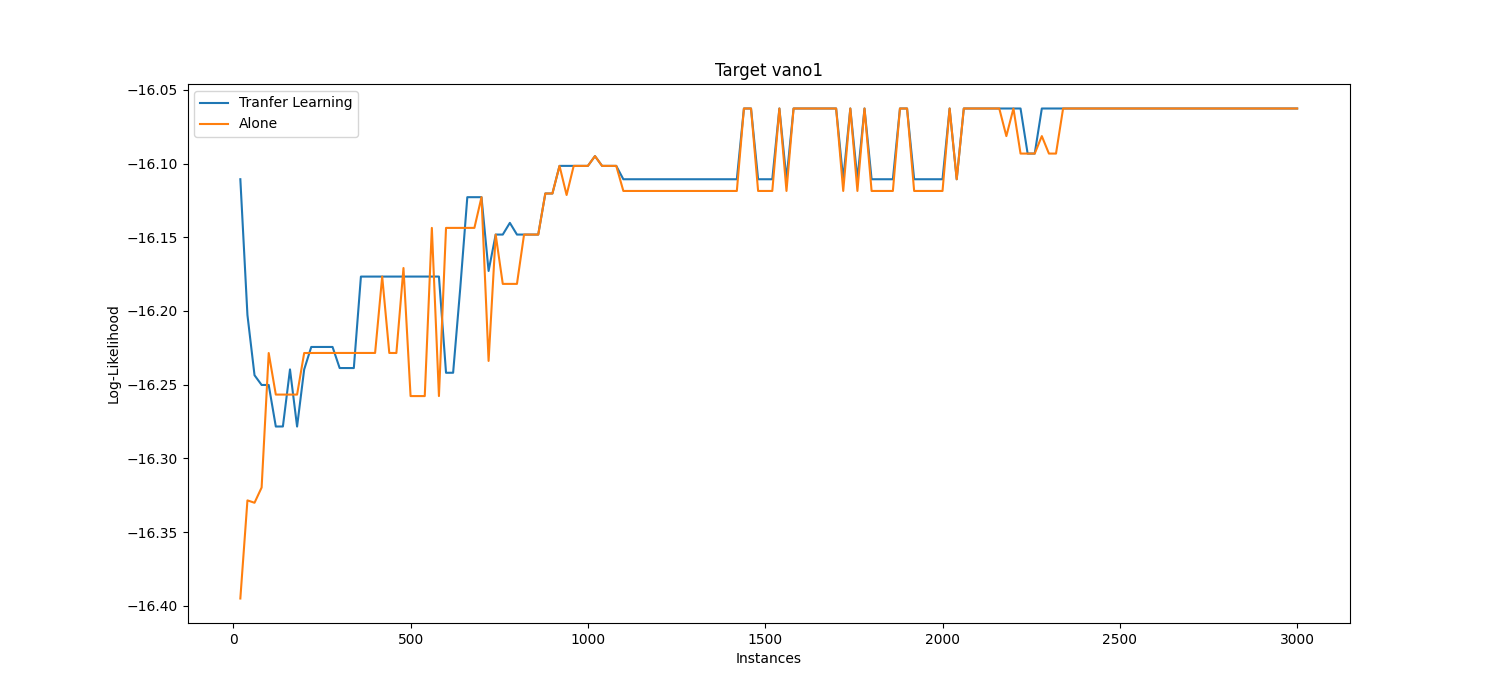 Target vano1
Tranfer Learning
Alone
Log-Likelihood
−16.05
−16.10
−16.15
−16.20
−16.25
−16.30
−16.35
−16.40
0 500 1000 1500 2000 2500 3000
Instances